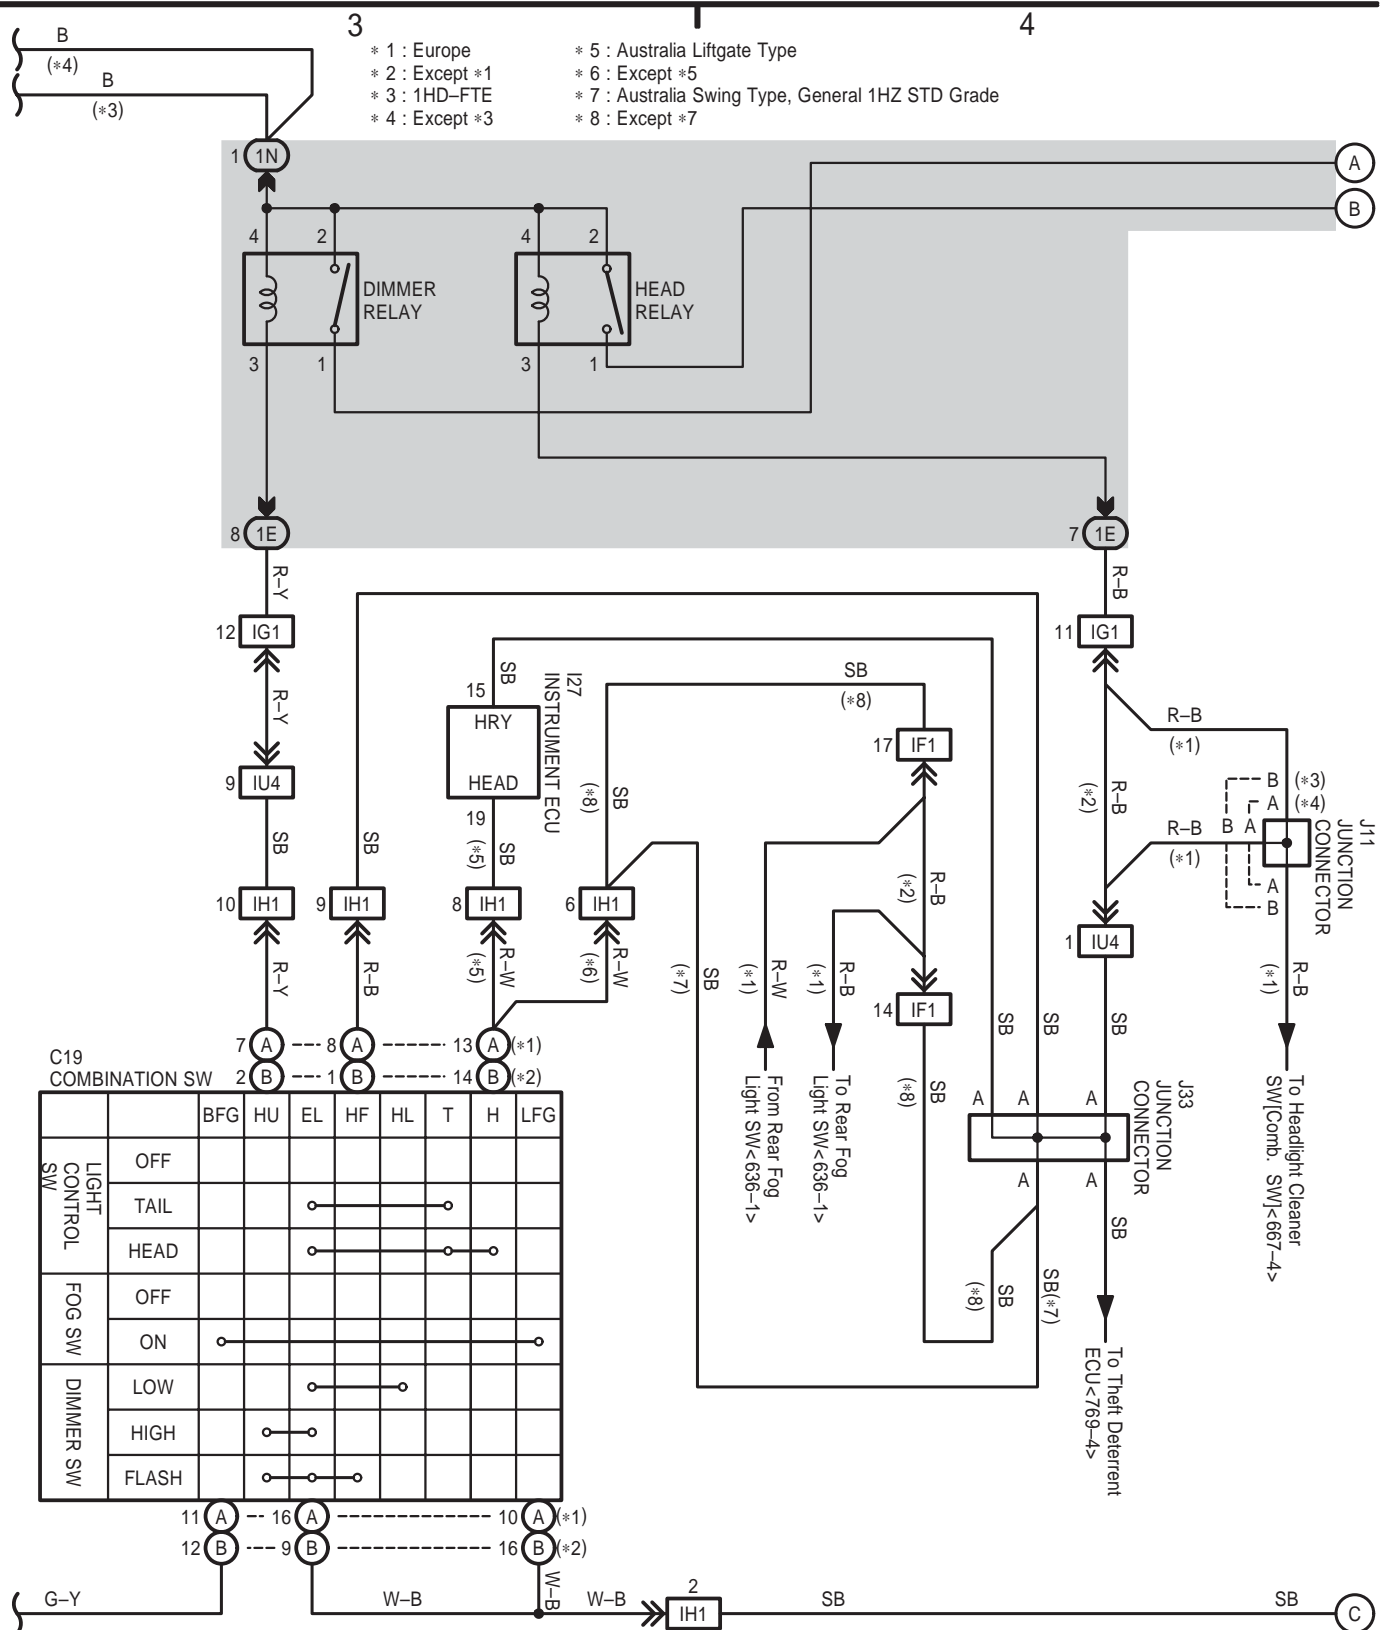 3
4
B
(*4)
B
(*3)
* 1 : Europe
* 2 : Except *1
* 3 : 1HD–FTE
* 4 : Except *3
* 5 : Australia Liftgate Type
* 6 : Except *5
* 7 : Australia Swing Type, General 1HZ STD Grade
* 8 : Except *7
1 1N
A
B
4 2
DIMMER
RELAY
3 1
4 2
HEAD
RELAY
3 1
8 1E
7 1E
R–Y
R–B
12 IG1
11 IG1
R–Y
SB
15
HRY
HEAD
19
I27
INSTRUMENT ECU
SB
(*8)
17 IF1
R–B
(*1)
R–B
(*2)
B (*3)
A (*4)
B A
A
B
J11
JUNCTION
CONNECTOR
R–B
(*1)
9 IU4
SB
SB
SB
(*5)
SB
(*8)
10 IH1
9 IH1
8 IH1
6 IH1
R–B
(*2)
1 IU4
R–Y
R–B
R–W
(*5)
R–W
(*6)
SB
(*7)
R–W
(*1)
R–B
(*1)
14 IF1
R–B
(*1)
SB
SB
SB
From Rear Fog
Light SW<636–1>
To Rear Fog
Light SW<636–1>
SB
(*8)
A A A
A A
J33
JUNCTION
CONNECTOR
To Headlight Cleaner
SW[Comb. SW]<667–4>
SB
SB
(*8)
SB(*7)
To Theft Deterrent
ECU<769–4>
C19
COMBINATION SW
7 A 8 A 13 A (*1)
2 B 1 B 14 B (*2)
BFG HU EL HF HL T H LFG
LIGHT
CONTROL
SW
OFF
TAIL
HEAD
FOG SW
OFF
ON
DIMMER SW
LOW
HIGH
FLASH
11 A 16 A 10 A (*1)
12 B 9 B 16 B (*2)
G–Y
W–B
W–B
W–B
2
IH1
SB
SB
C